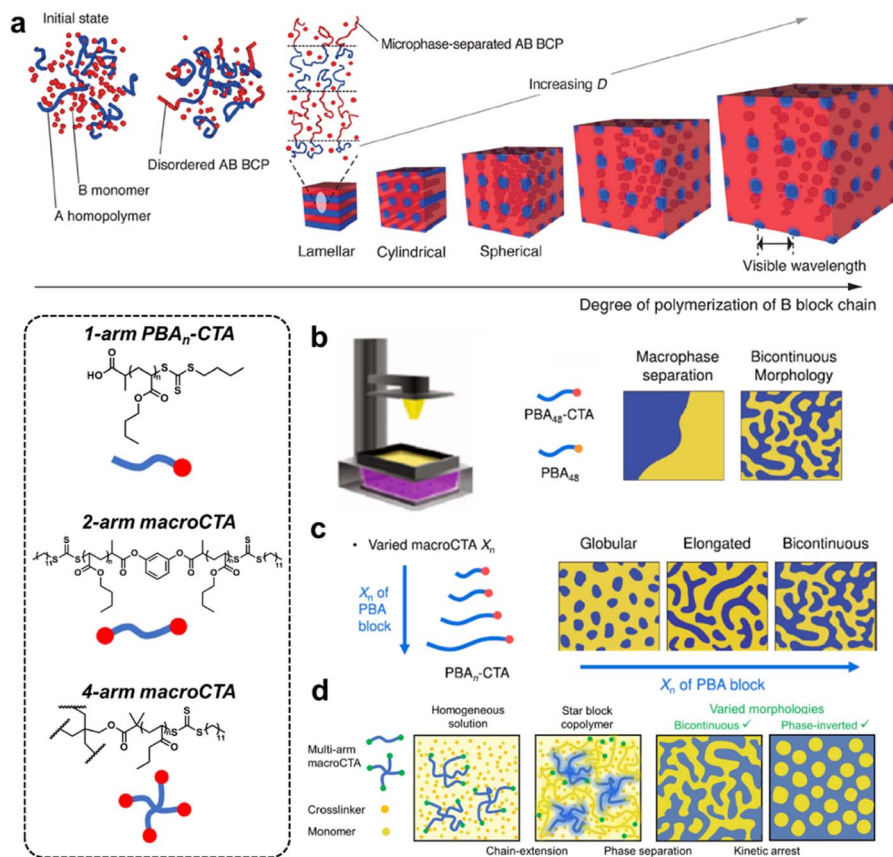 a
Initial state
B monomer
A homopolymer
Disordered AB BCP
Microphase-separated AB BCP
Increasing D
Lamellar
Cylindrical
Spherical
Visible wavelength
Degree of polymerization of B block chain
1-arm PBAn-CTA
O
HO
n
S
S
S
O
O
2-arm macroCTA
4-arm macroCTA
b
PBA48-CTA
PBA48
Macrophase
separation
Bicontinuous
Morphology
c
• Varied macroCTA Xn
Xn of
PBA
block
PBAn-CTA
Globular
Elongated
Bicontinuous
Xn of PBA block
d
Multi-arm
macroCTA
Crosslinker
Monomer
Homogeneous
solution
Star block
copolymer
Varied morphologies
Bicontinuous ✓
Phase-inverted ✓
Chain-extension
Phase separation
Kinetic arrest